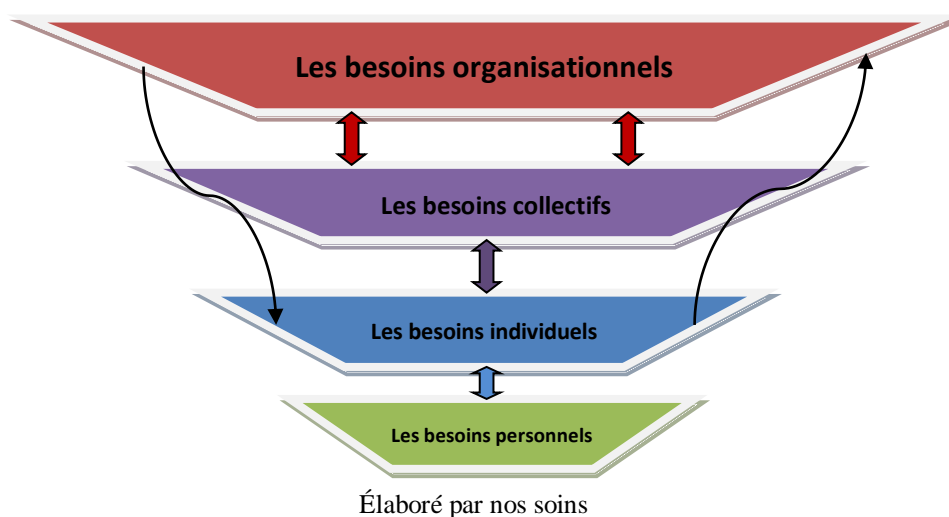 Les besoins organisationnels
Les besoins collectifs
Les besoins individuels
Les besoins personnels
Élaboré par nos soins